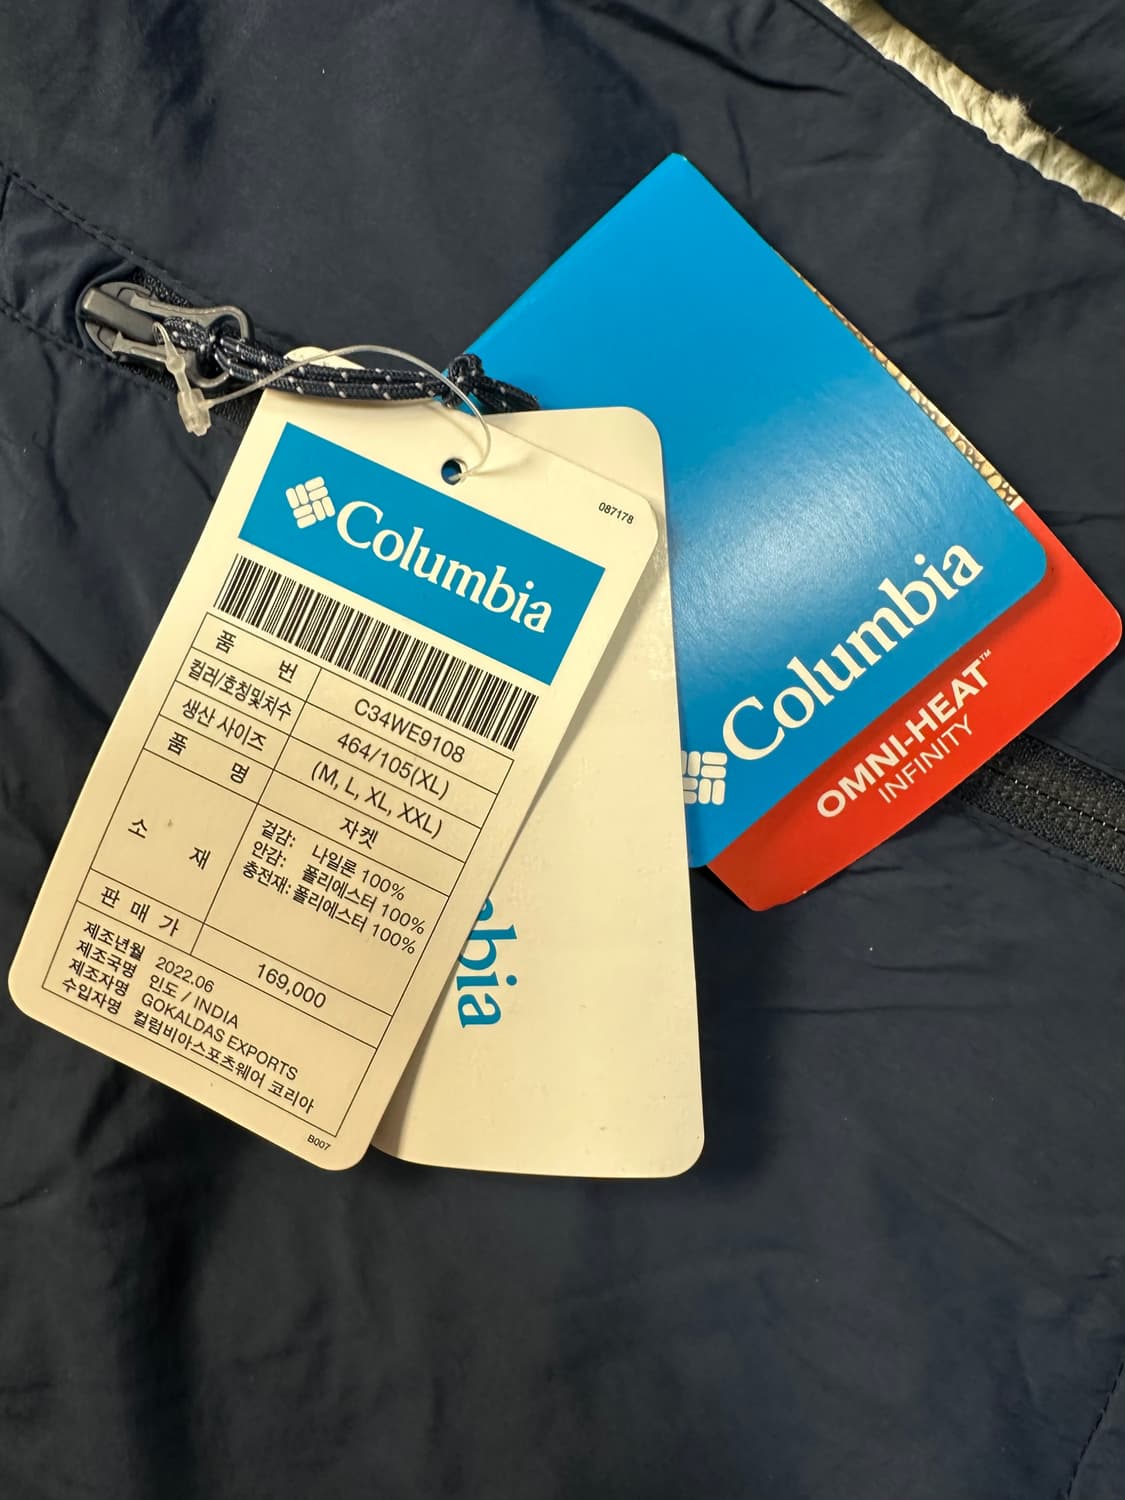 087178
Columbia
품 번 C34WE9108
컬러/호칭및치수 464/105(XL)
생산 사이즈 (M, L, XL, XXL)
품 명 자켓
소 재 겉감: 나일론 100%
안감: 폴리에스터 100%
충전재: 폴리에스터 100%
판 매 가 169,000
제조년월 2022.06
제조국명 인도 / INDIA
제조자명 GOKALDAS EXPORTS
수입자명 컬럼비아스포츠웨어 코리아
B007
bia
Columbia
OMNI-HEAT™
INFINITY